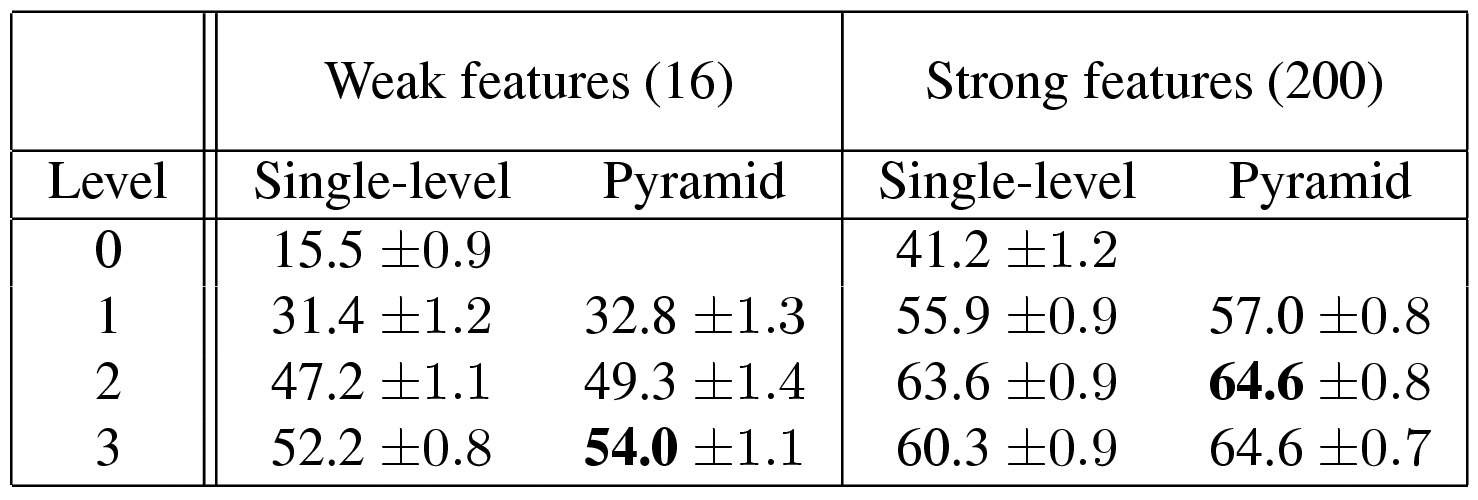 Weak features (16) Strong features (200)
Level Single-level Pyramid Single-level Pyramid
0 15.5 ±0.9 41.2 ±1.2
1 31.4 ±1.2 32.8 ±1.3 55.9 ±0.9 57.0 ±0.8
2 47.2 ±1.1 49.3 ±1.4 63.6 ±0.9 64.6 ±0.8
3 52.2 ±0.8 54.0 ±1.1 60.3 ±0.9 64.6 ±0.7